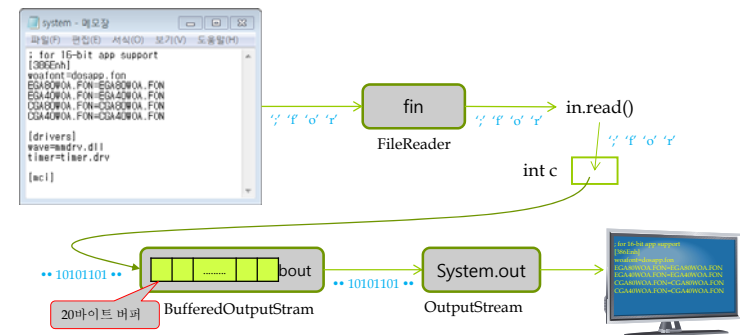 system - 메모장
파일(F) 편집(E) 서식(O) 보기(V) 도움말(H)
; for 16-bit app support
[386Enh]
woafont=dosapp.fon
EGA80WOA.FON=EGA80WOA.FON
EGA40WOA.FON=EGA40WOA.FON
CGA80WOA.FON=CGA80WOA.FON
CGA40WOA.FON=CGA40WOA.FON
[drivers]
wave=mmdrv.dll
timer=timer.drv
[mci]
';' 'f' 'o' 'r'
fin
FileReader
';' 'f' 'o' 'r'
in.read()
';' 'f' 'o' 'r'
int c
•• 10101101 ••
.........
bout
20바이트 버퍼
BufferedOutputStram
•• 10101101 ••
System.out
OutputStream
; for 16-bit app support
[386Enh]
woafont=dosapp.fon
EGA80WOA.FON=EGA80WOA.FON
EGA40WOA.FON=EGA40WOA.FON
CGA80WOA.FON=CGA80WOA.FON
CGA40WOA.FON=CGA40WOA.FON